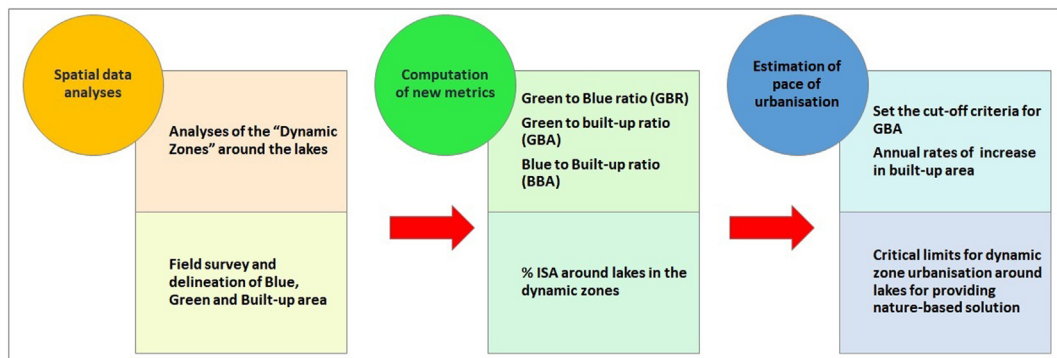 Spatial data
analyses
Analyses of the “Dynamic
Zones” around the lakes
Field survey and
delineation of Blue,
Green and Built-up area
Computation
of new metrics
Green to Blue ratio (GBR)
Green to built-up ratio
(GBA)
Blue to Built-up ratio
(BBA)
% ISA around lakes in the
dynamic zones
Estimation of
pace of
urbanisation
Set the cut-off criteria for
GBA
Annual rates of increase
in built-up area
Critical limits for dynamic
zone urbanisation around
lakes for providing
nature-based solution